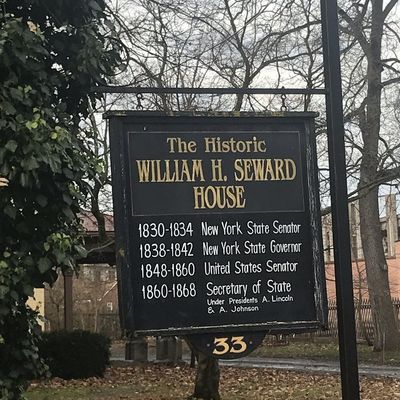 The Historic
WILLIAM H. SEWARD
HOUSE
1830-1834 New York State Senator
1838-1842 New York State Governor
1848-1860 United States Senator
1860-1868 Secretary of State
Under Presidents A. Lincoln
& A. Johnson
33